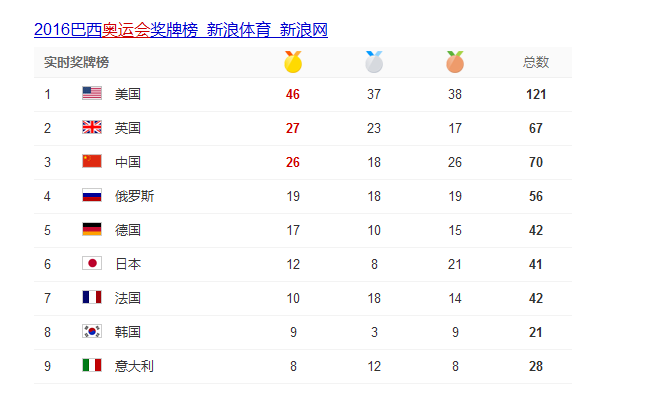 2016巴西奥运会奖牌榜_新浪体育_新浪网
实时奖牌榜 总数
1 美国 46 37 38 121
2 英国 27 23 17 67
3 中国 26 18 26 70
4 俄罗斯 19 18 19 56
5 德国 17 10 15 42
6 日本 12 8 21 41
7 法国 10 18 14 42
8 韩国 9 3 9 21
9 意大利 8 12 8 28